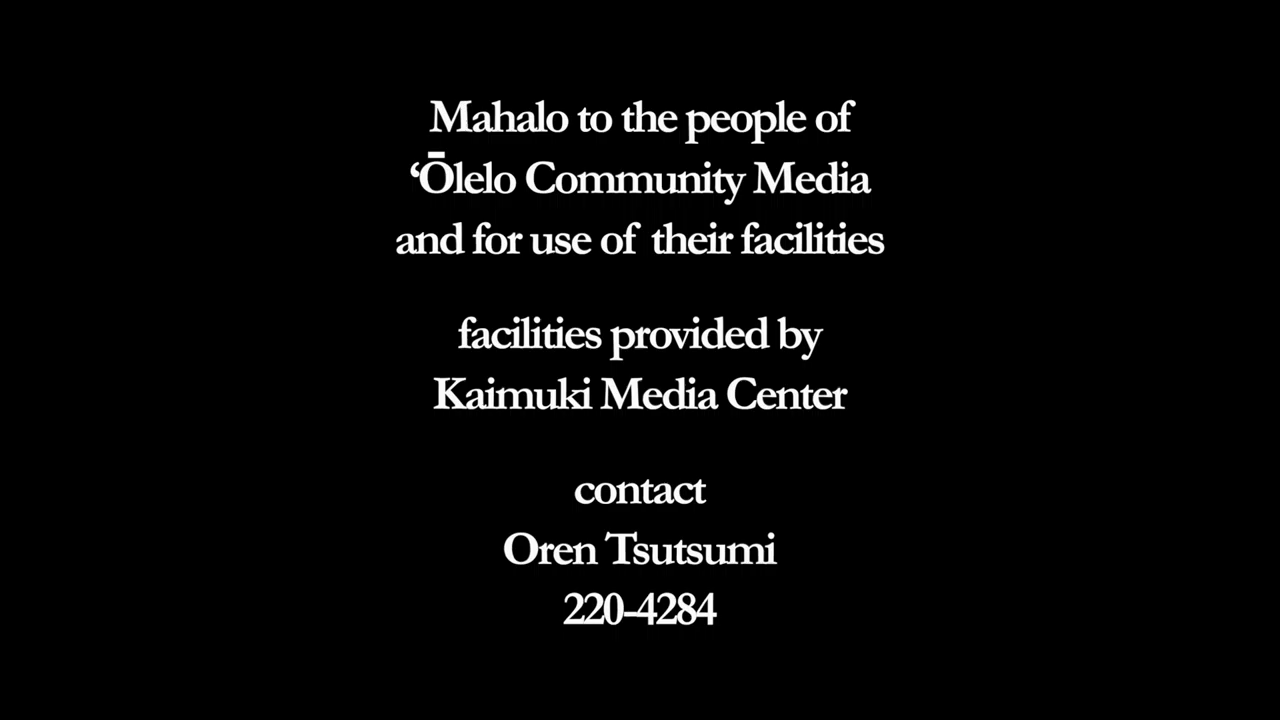 Mahalo to the people of
‘Ōlelo Community Media
and for use of their facilities
facilities provided by
Kaimuki Media Center
contact
Oren Tsutsumi
220-4284